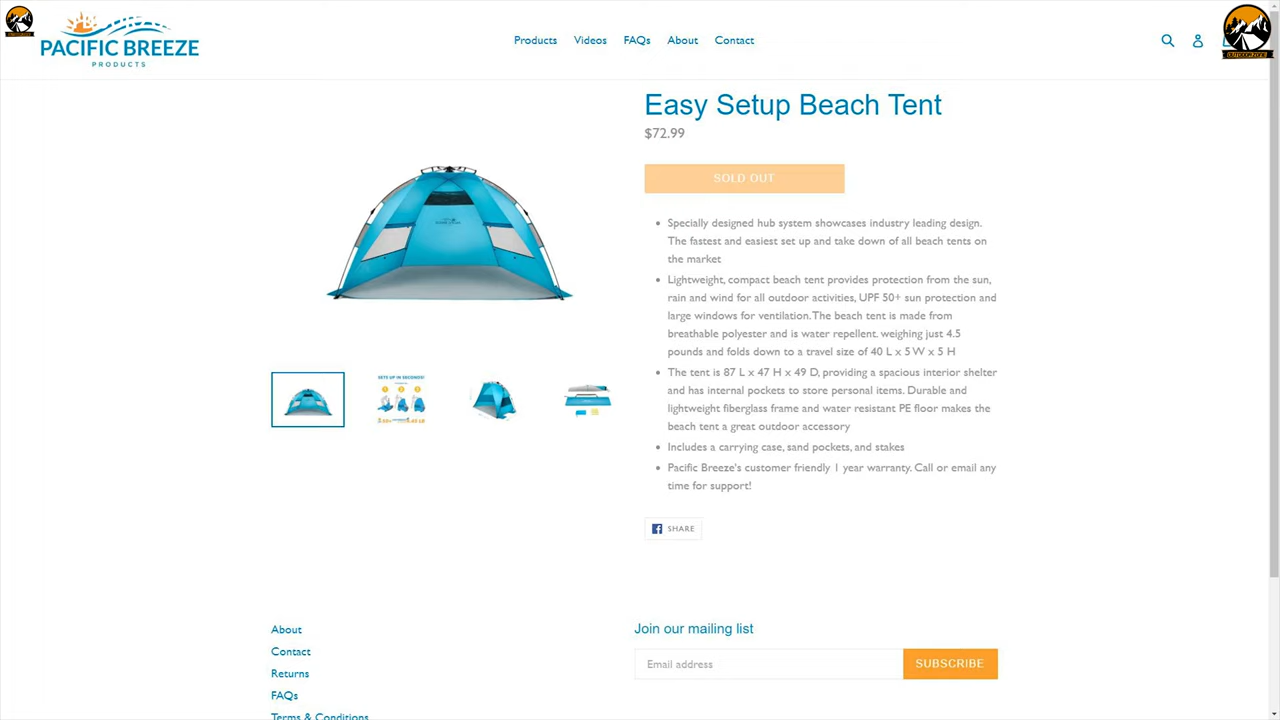 PACIFIC BREEZE
PRODUCTS
Products Videos FAQs About Contact
OUTDOOR ZONE
Easy Setup Beach Tent
$72.99
SOLD OUT
Specially designed hub system showcases industry leading design.
The fastest and easiest set up and take down of all beach tents on
the market
Lightweight, compact beach tent provides protection from the sun,
rain and wind for all outdoor activities, UPF 50+ sun protection and
large windows for ventilation. The beach tent is made from
breathable polyester and is water repellent. weighing just 4.5
pounds and folds down to a travel size of 40 L x 5 W x 5 H
The tent is 87 L x 47 H x 49 D, providing a spacious interior shelter
and has internal pockets to store personal items. Durable and
lightweight fiberglass frame and water resistant PE floor makes the
beach tent a great outdoor accessory
Includes a carrying case, sand pockets, and stakes
Pacific Breeze's customer friendly 1 year warranty. Call or email any
time for support!
SETS UP IN SECONDS!
SHARE
About
Contact
Returns
FAQs
Terms & Conditions
Join our mailing list
Email address
SUBSCRIBE